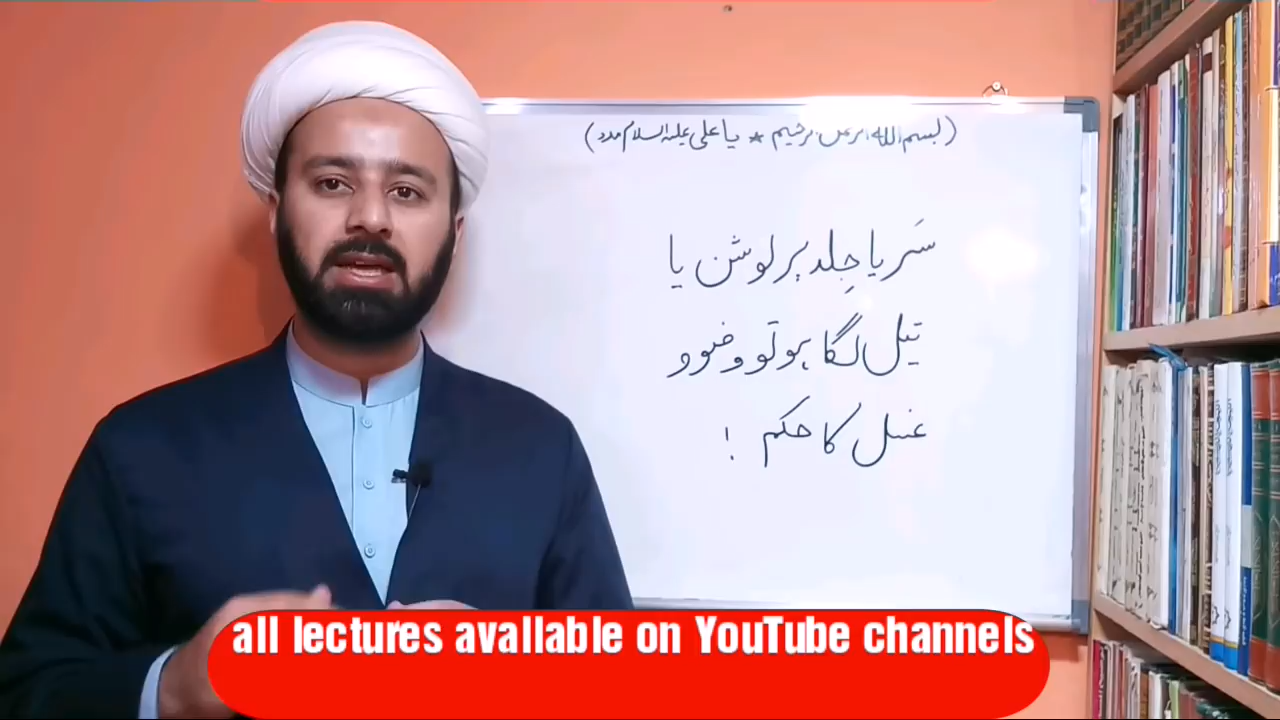 (بسم اللہ الرحمن الرحیم * یا علی علیہ السلام مدد)
سَر یا جِلد پر لوشن یا
تیل لگا ہو تو وضو و
غسل کا حکم !
all lectures avallable on YouTube channels